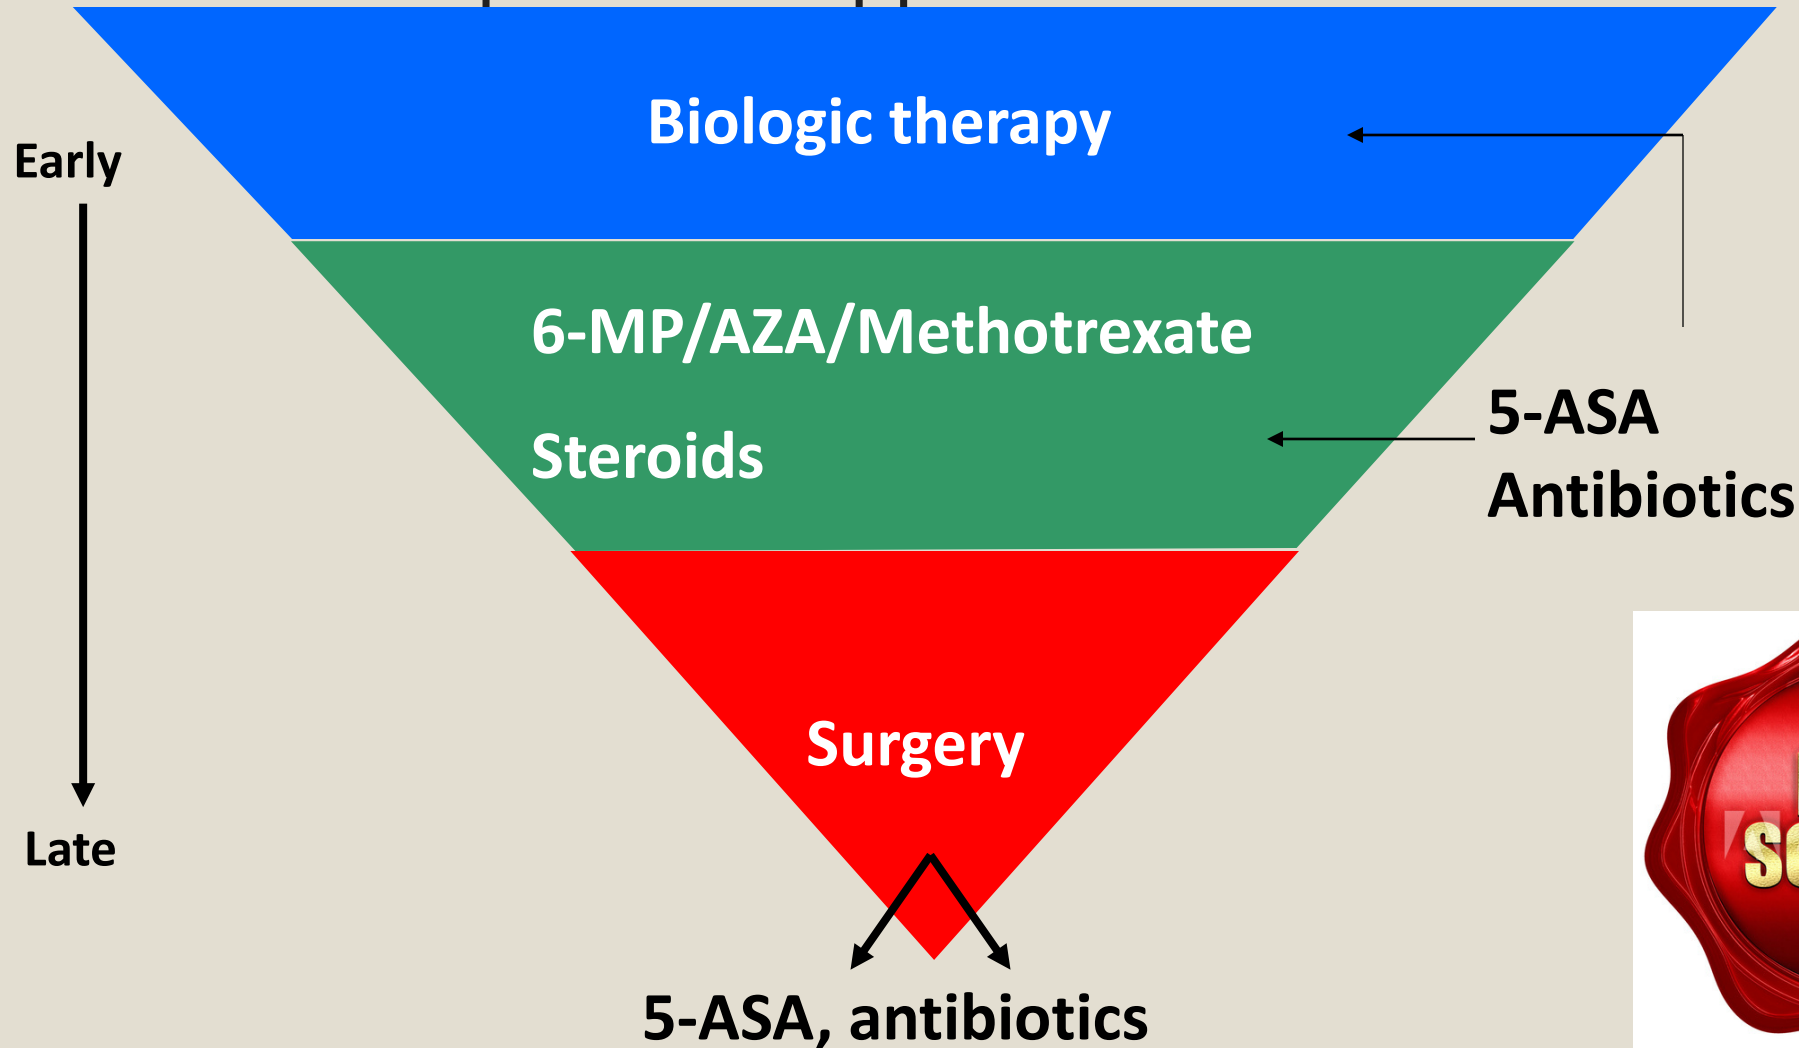 Biologic therapy
Early
6-MP/AZA/Methotrexate
Steroids
5-ASA
Antibiotics
Surgery
Late
5-ASA, antibiotics